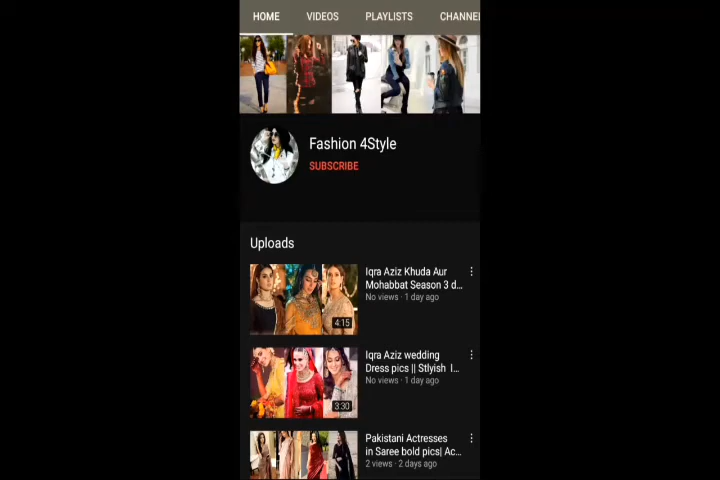 HOME VIDEOS PLAYLISTS CHANNEL
Fashion 4Style
SUBSCRIBE
Uploads
Iqra Aziz Khuda Aur
Mohabbat Season 3 d...
No views · 1 day ago
4:15
Iqra Aziz wedding
Dress pics || Stlyish I...
No views · 1 day ago
3:30
Pakistani Actresses
in Saree bold pics| Ac...
2 views · 2 days ago